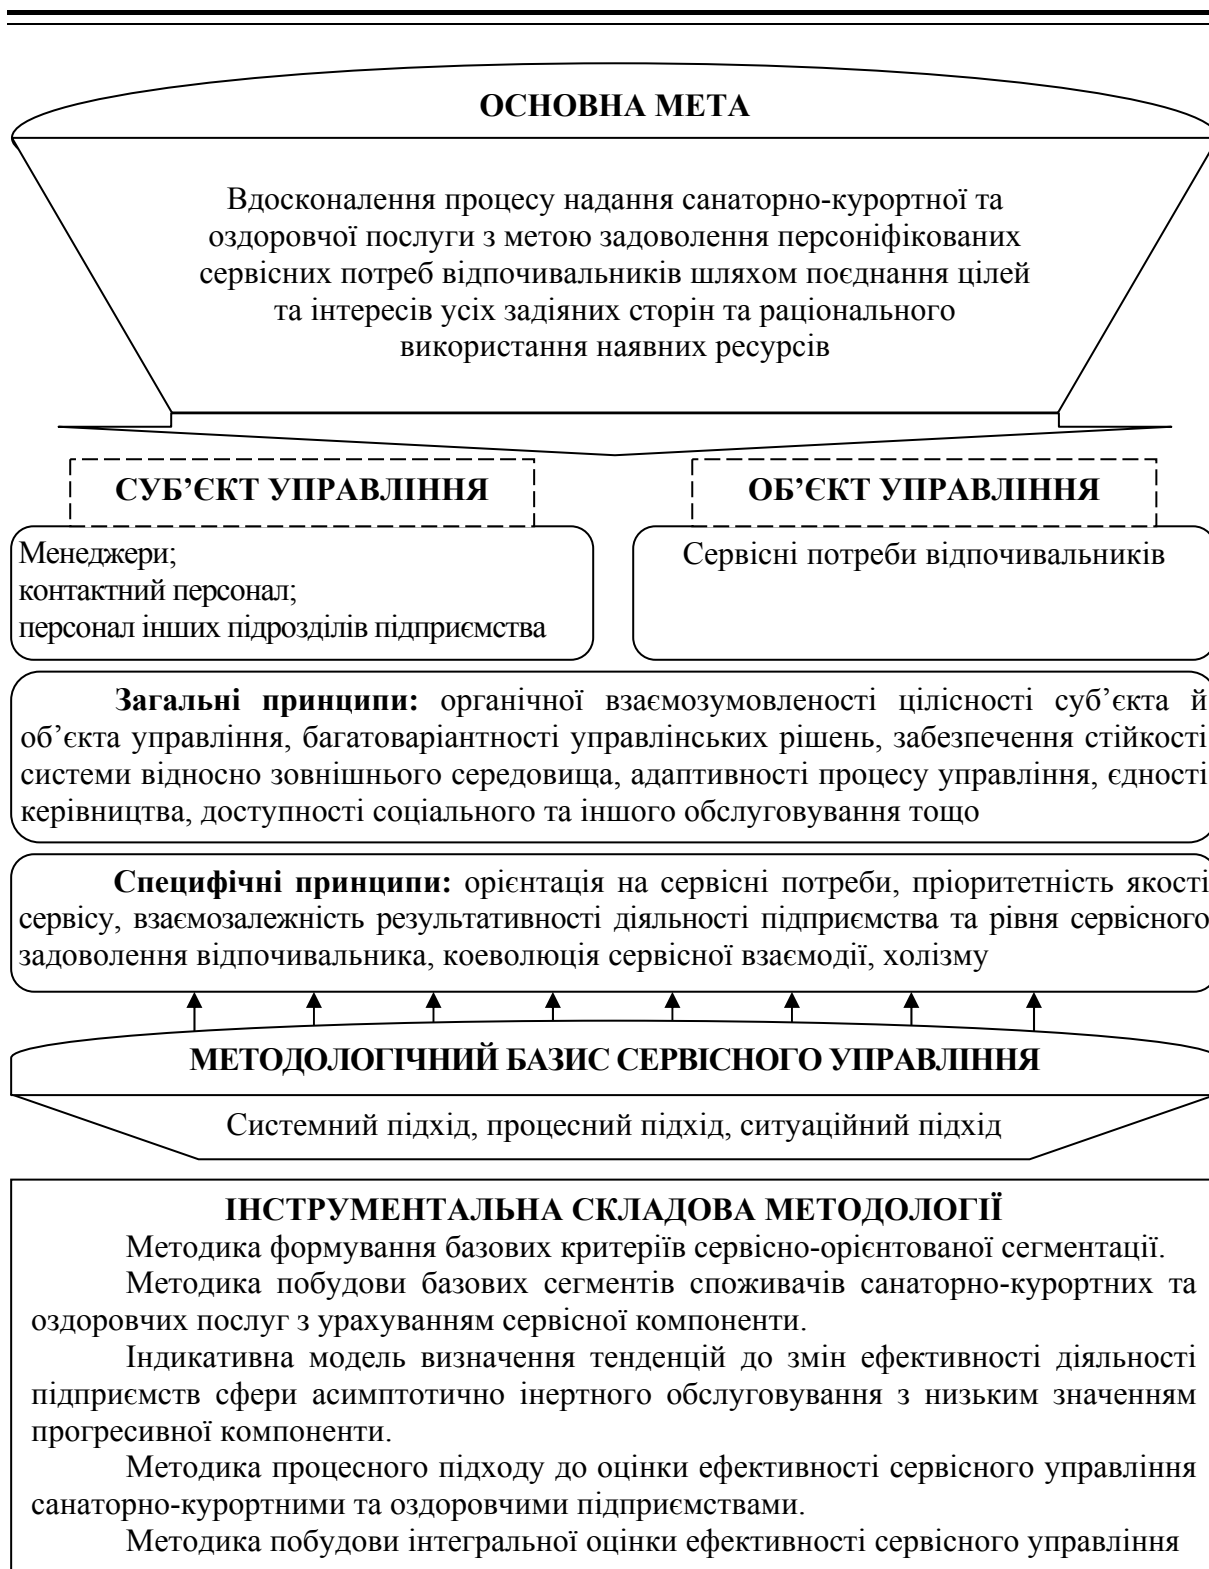 ОСНОВНА МЕТА
Вдосконалення процесу надання санаторно-курортної та
оздоровчої послуги з метою задоволення персоніфікованих
сервісних потреб відпочивальників шляхом поєднання цілей
та інтересів усіх задіяних сторін та раціонального
використання наявних ресурсів
СУБ’ЄКТ УПРАВЛІННЯ
Менеджери;
контактний персонал;
персонал інших підрозділів підприємства
ОБ’ЄКТ УПРАВЛІННЯ
Сервісні потреби відпочивальників
Загальні принципи: органічної взаємозумовленості цілісності суб’єкта й
об’єкта управління, багатоваріантності управлінських рішень, забезпечення стійкості
системи відносно зовнішнього середовища, адаптивності процесу управління, єдності
керівництва, доступності соціального та іншого обслуговування тощо
Специфічні принципи: орієнтація на сервісні потреби, пріоритетність якості
сервісу, взаємозалежність результативності діяльності підприємства та рівня сервісного
задоволення відпочивальника, коеволюція сервісної взаємодії, холізму
МЕТОДОЛОГІЧНИЙ БАЗИС СЕРВІСНОГО УПРАВЛІННЯ
Системний підхід, процесний підхід, ситуаційний підхід
ІНСТРУМЕНТАЛЬНА СКЛАДОВА МЕТОДОЛОГІЇ
Методика формування базових критеріїв сервісно-орієнтованої сегментації.
Методика побудови базових сегментів споживачів санаторно-курортних та
оздоровчих послуг з урахуванням сервісної компоненти.
Індикативна модель визначення тенденцій до змін ефективності діяльності
підприємств сфери асимптотично інертного обслуговування з низьким значенням
прогресивної компоненти.
Методика процесного підходу до оцінки ефективності сервісного управління
санаторно-курортними та оздоровчими підприємствами.
Методика побудови інтегральної оцінки ефективності сервісного управління